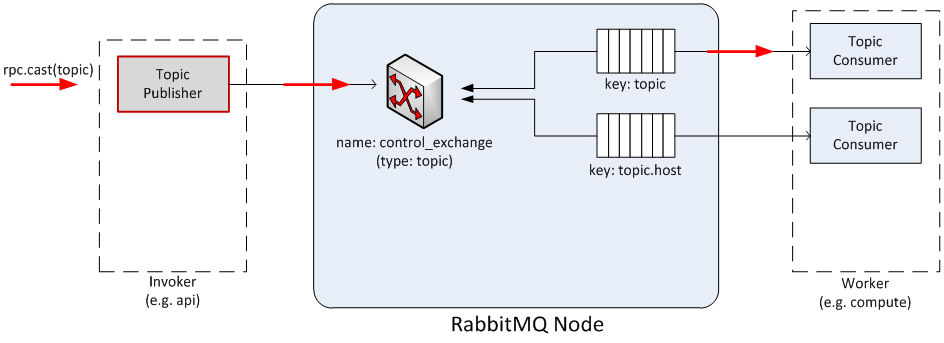 rpc.cast(topic)
Topic
Publisher
Invoker
(e.g. api)
name: control_exchange
(type: topic)
key: topic
key: topic.host
RabbitMQ Node
Topic
Consumer
Topic
Consumer
Worker
(e.g. compute)